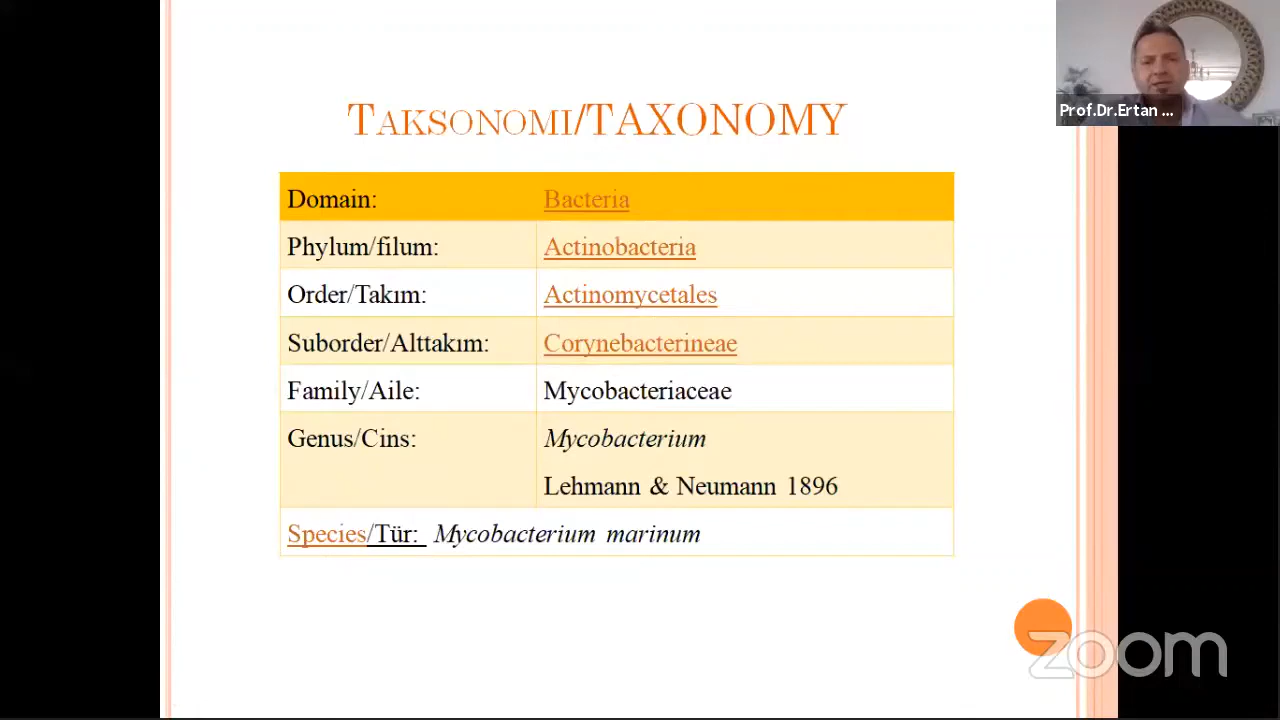 Taksonomi/TAXONOMY
Prof.Dr.Ertan ...
Domain: Bacteria
Phylum/filum: Actinobacteria
Order/Takım: Actinomycetales
Suborder/Alttakım: Corynebacterineae
Family/Aile: Mycobacteriaceae
Genus/Cins: Mycobacterium
Lehmann & Neumann 1896
Species/Tür: Mycobacterium marinum
zoom